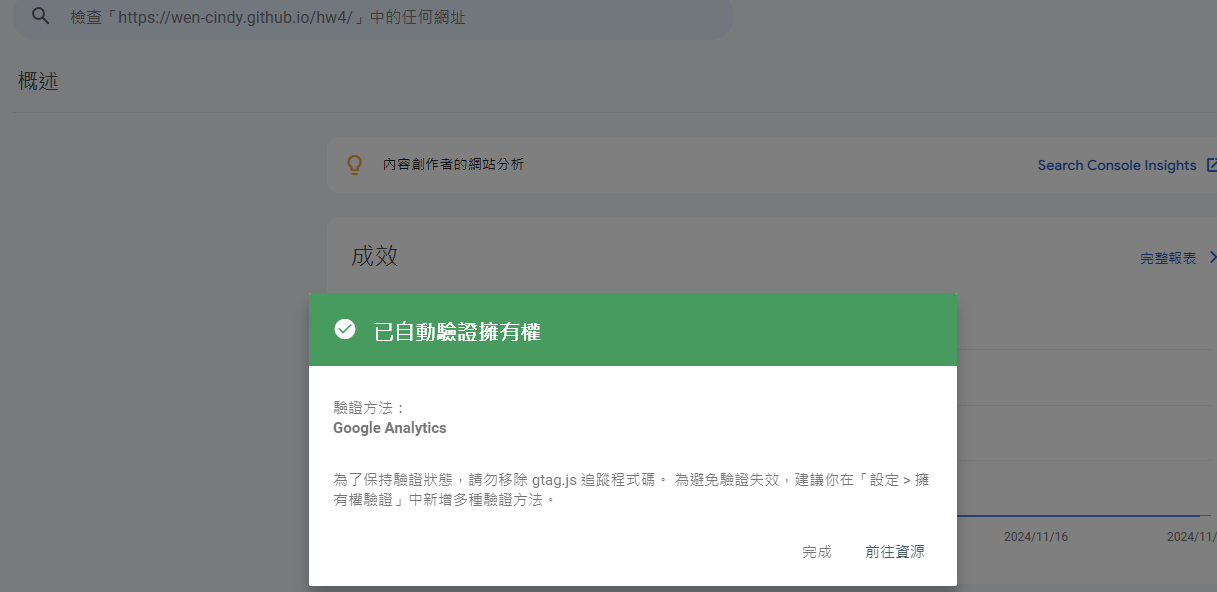 檢查「https://wen-cindy.github.io/hw4/」中的任何網址
概述
內容創作者的網站分析
Search Console Insights
成效
完整報表
已自動驗證擁有權
驗證方法：
Google Analytics
為了保持驗證狀態，請勿移除 gtag.js 追蹤程式碼。 為避免驗證失效，建議你在「設定 > 擁
有權驗證」中新增多種驗證方法。
2024/11/16
2024/11/
完成
前往資源